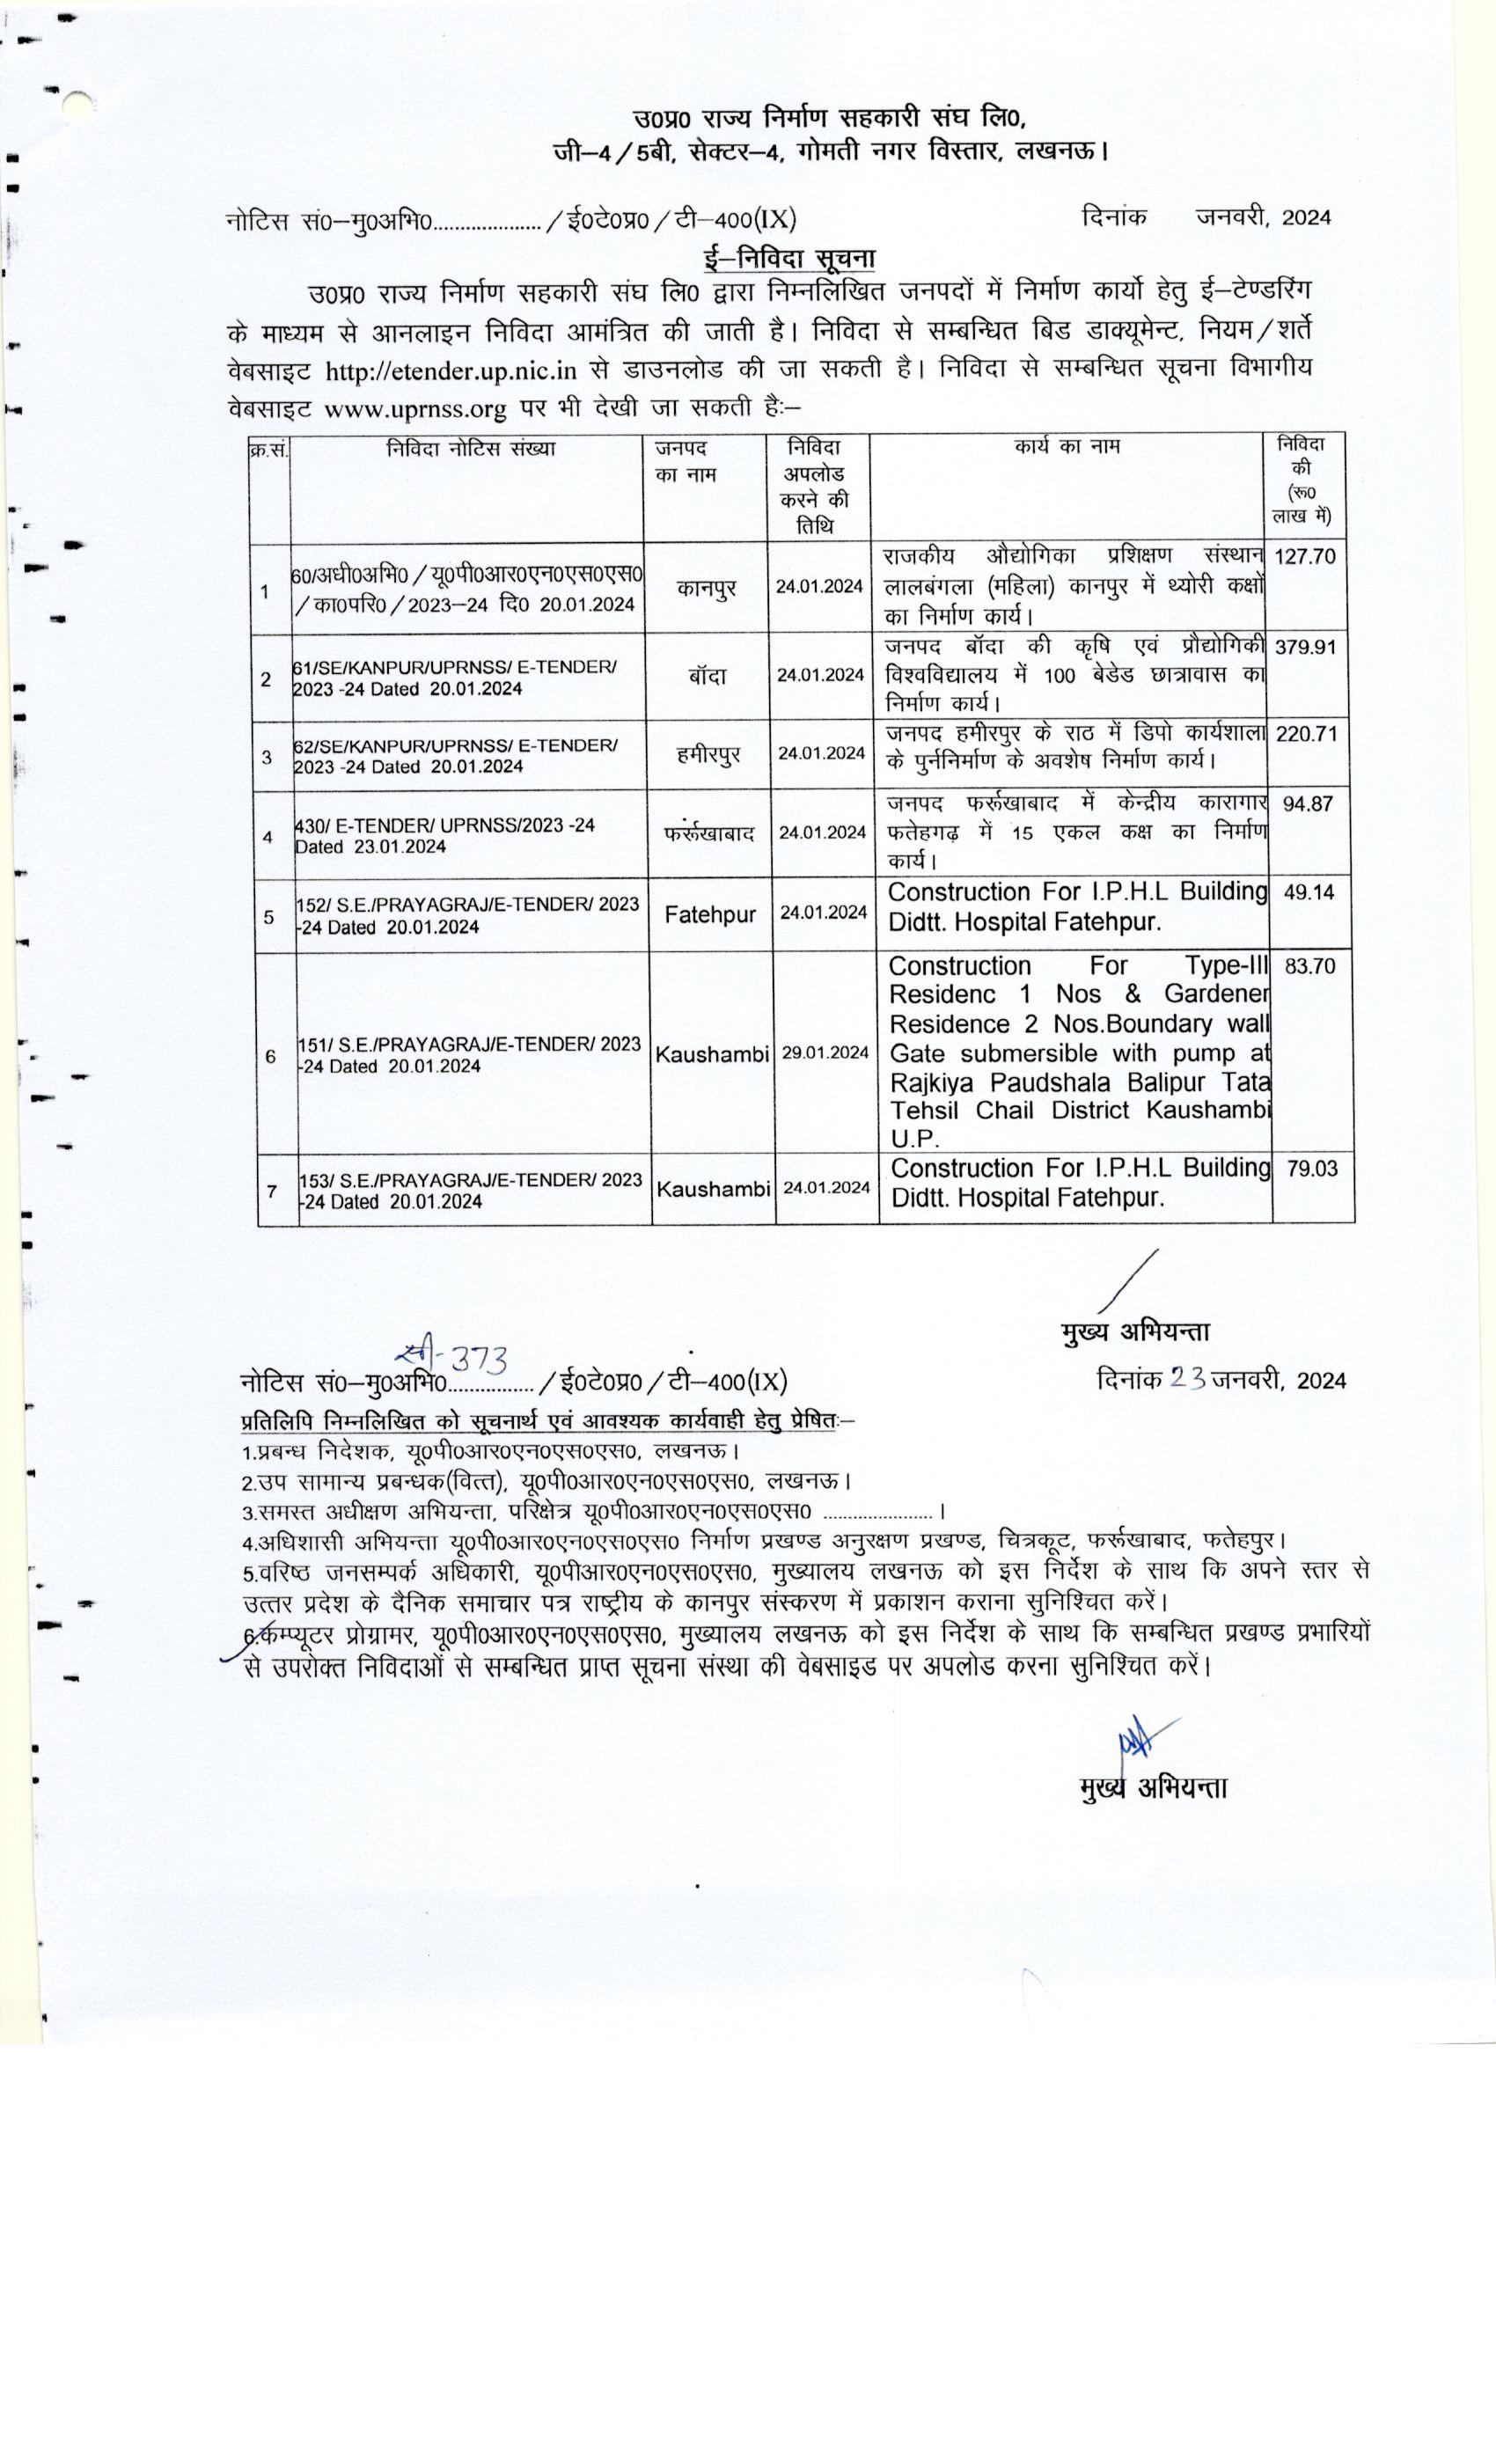 उ0प्र0 राज्य निर्माण सहकारी संघ लि0,
जी–4/5बी, सेक्टर–4, गोमती नगर विस्तार, लखनऊ।
नोटिस सं0–मु0अभि0..................../ई0टे0प्र0/टी–400(IX) दिनांक जनवरी, 2024
ई–निविदा सूचना
उ0प्र0 राज्य निर्माण सहकारी संघ लि0 द्वारा निम्नलिखित जनपदों में निर्माण कार्यो हेतु ई–टेण्डरिंग
के माध्यम से आनलाइन निविदा आमंत्रित की जाती है। निविदा से सम्बन्धित बिड डाक्यूमेन्ट, नियम/शर्ते
वेबसाइट http://etender.up.nic.in से डाउनलोड की जा सकती है। निविदा से सम्बन्धित सूचना विभागीय
वेबसाइट www.uprnss.org पर भी देखी जा सकती है:–
क्र.सं. निविदा नोटिस संख्या जनपद का नाम निविदा अपलोड करने की तिथि कार्य का नाम निविदा की (रू0 लाख में)
1 60/अधी0अभि0/यू0पी0आर0एन0एस0एस0 कानपुर 24.01.2024 राजकीय औद्योगिका प्रशिक्षण संस्थान 127.70
/का0परि0/2023–24 दि0 20.01.2024 लालबंगला (महिला) कानपुर में थ्योरी कक्षों
का निर्माण कार्य।
2 61/SE/KANPUR/UPRNSS/ E-TENDER/ बॉदा 24.01.2024 जनपद बॉदा की कृषि एवं प्रौद्योगिकी 379.91
2023 -24 Dated 20.01.2024 विश्वविद्यालय में 100 बेडेड छात्रावास का
निर्माण कार्य।
3 62/SE/KANPUR/UPRNSS/ E-TENDER/ हमीरपुर 24.01.2024 जनपद हमीरपुर के राठ में डिपो कार्यशाला 220.71
2023 -24 Dated 20.01.2024 के पुर्ननिर्माण के अवशेष निर्माण कार्य।
4 430/ E-TENDER/ UPRNSS/2023 -24 फर्रूखाबाद 24.01.2024 जनपद फर्रूखाबाद में केन्द्रीय कारागार 94.87
Dated 23.01.2024 फतेहगढ़ में 15 एकल कक्ष का निर्माण
कार्य।
5 152/ S.E./PRAYAGRAJ/E-TENDER/ 2023 Fatehpur 24.01.2024 Construction For I.P.H.L Building 49.14
-24 Dated 20.01.2024 Didtt. Hospital Fatehpur.
6 151/ S.E./PRAYAGRAJ/E-TENDER/ 2023 Kaushambi 29.01.2024 Construction For Type-III 83.70
-24 Dated 20.01.2024 Residenc 1 Nos & Gardener
Residence 2 Nos.Boundary wall
Gate submersible with pump at
Rajkiya Paudshala Balipur Tata
Tehsil Chail District Kaushambi
U.P.
7 153/ S.E./PRAYAGRAJ/E-TENDER/ 2023 Kaushambi 24.01.2024 Construction For I.P.H.L Building 79.03
-24 Dated 20.01.2024 Didtt. Hospital Fatehpur.
मुख्य अभियन्ता
सी-373
नोटिस सं0–मु0अभि0................/ई0टे0प्र0/टी–400(IX) दिनांक 23 जनवरी, 2024
प्रतिलिपि निम्नलिखित को सूचनार्थ एवं आवश्यक कार्यवाही हेतु प्रेषित:–
1.प्रबन्ध निदेशक, यू0पी0आर0एन0एस0एस0, लखनऊ।
2.उप सामान्य प्रबन्धक(वित्त), यू0पी0आर0एन0एस0एस0, लखनऊ।
3.समस्त अधीक्षण अभियन्ता, परिक्षेत्र यू0पी0आर0एन0एस0एस0 ......................।
4.अधिशासी अभियन्ता यू0पी0आर0एन0एस0एस0 निर्माण प्रखण्ड अनुरक्षण प्रखण्ड, चित्रकूट, फर्रूखाबाद, फतेहपुर।
5.वरिष्ठ जनसम्पर्क अधिकारी, यू0पीआर0एन0एस0एस0, मुख्यालय लखनऊ को इस निर्देश के साथ कि अपने स्तर से
उत्तर प्रदेश के दैनिक समाचार पत्र राष्ट्रीय के कानपुर संस्करण में प्रकाशन कराना सुनिश्चित करें।
6.कम्प्यूटर प्रोग्रामर, यू0पी0आर0एन0एस0एस0, मुख्यालय लखनऊ को इस निर्देश के साथ कि सम्बन्धित प्रखण्ड प्रभारियों
से उपरोक्त निविदाओं से सम्बन्धित प्राप्त सूचना संस्था की वेबसाइड पर अपलोड करना सुनिश्चित करें।
मुख्य अभियन्ता